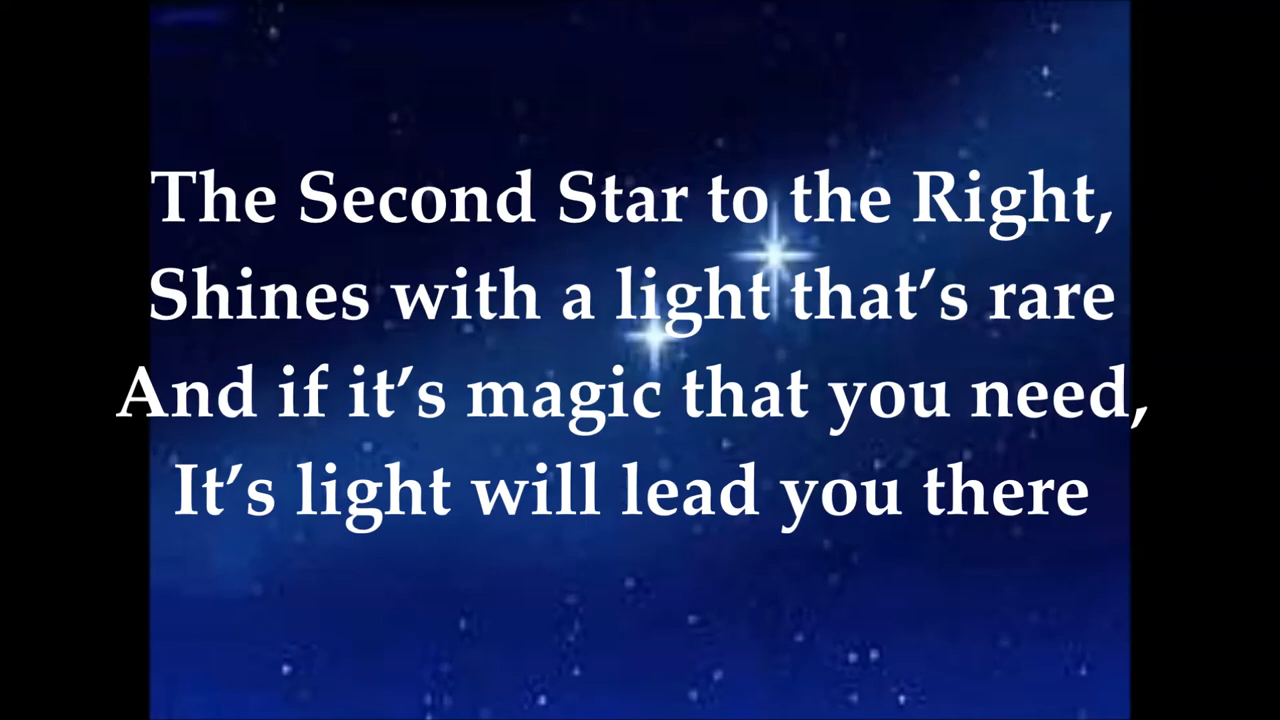 The Second Star to the Right,
Shines with a light that’s rare
And if it’s magic that you need,
It’s light will lead you there